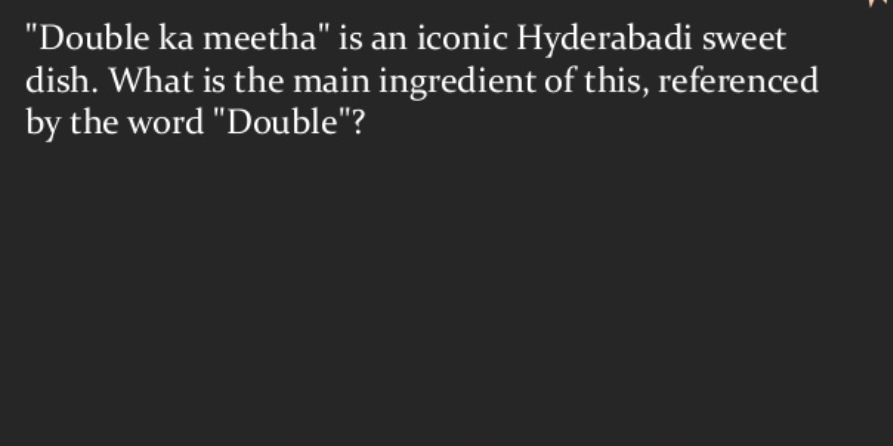 "Double ka meetha" is an iconic Hyderabadi sweet
dish. What is the main ingredient of this, referenced
by the word "Double"?